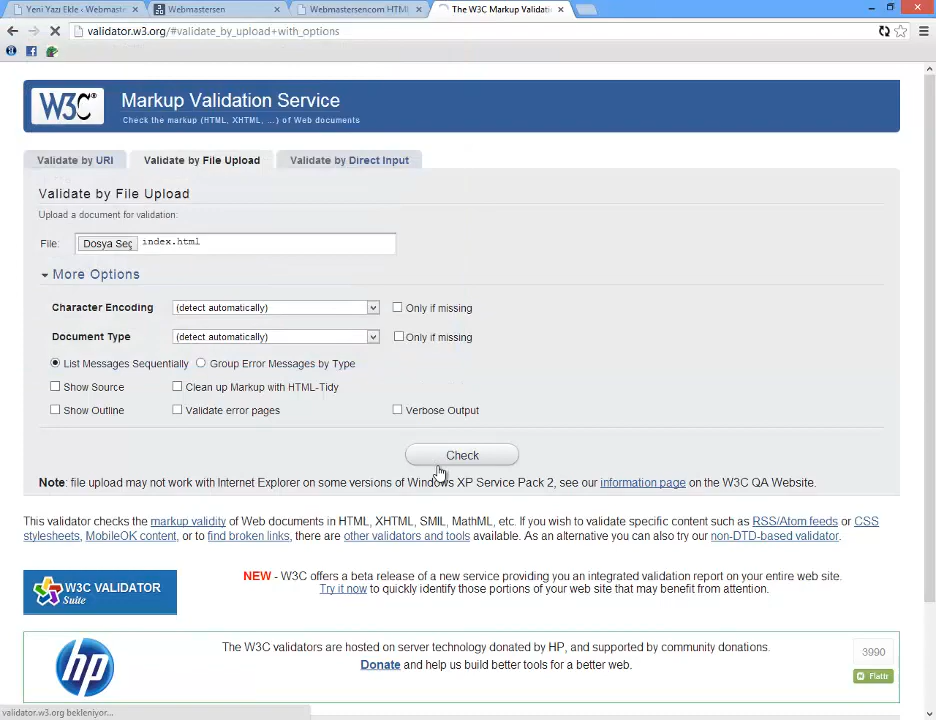 Yeni Yazı Ekle ‹ Webmaste
Webmastersen
Webmastersencom HTML
The W3C Markup Validati
validator.w3.org/#validate_by_upload+with_options
W3C®
Markup Validation Service
Check the markup (HTML, XHTML, …) of Web documents
Validate by URI
Validate by File Upload
Validate by Direct Input
Validate by File Upload
Upload a document for validation:
File: Dosya Seç index.html
More Options
Character Encoding (detect automatically) Only if missing
Document Type (detect automatically) Only if missing
List Messages Sequentially Group Error Messages by Type
Show Source Clean up Markup with HTML-Tidy
Show Outline Validate error pages Verbose Output
Check
Note: file upload may not work with Internet Explorer on some versions of Windows XP Service Pack 2, see our information page on the W3C QA Website.
This validator checks the markup validity of Web documents in HTML, XHTML, SMIL, MathML, etc. If you wish to validate specific content such as RSS/Atom feeds or CSS
stylesheets, MobileOK content, or to find broken links, there are other validators and tools available. As an alternative you can also try our non-DTD-based validator.
W3C VALIDATOR
Suite
NEW - W3C offers a beta release of a new service providing you an integrated validation report on your entire web site.
Try it now to quickly identify those portions of your web site that may benefit from attention.
hp
The W3C validators are hosted on server technology donated by HP, and supported by community donations.
Donate and help us build better tools for a better web.
3990
Flattr
validator.w3.org bekleniyor...